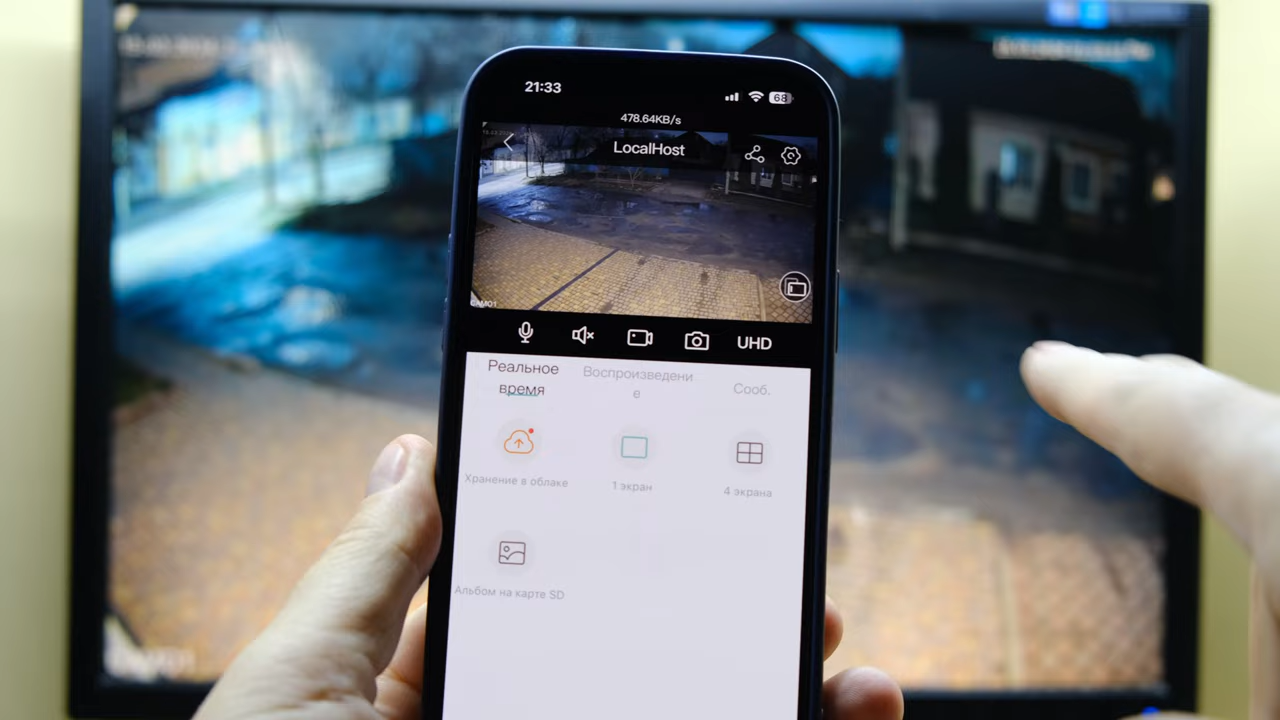 21:33
68
478.64KB/s
LocalHost
CAM01
UHD
Реальное
время
Воспроизведени
е
Сооб.
Хранение в облаке
1 экран
4 экрана
Альбом на карте SD